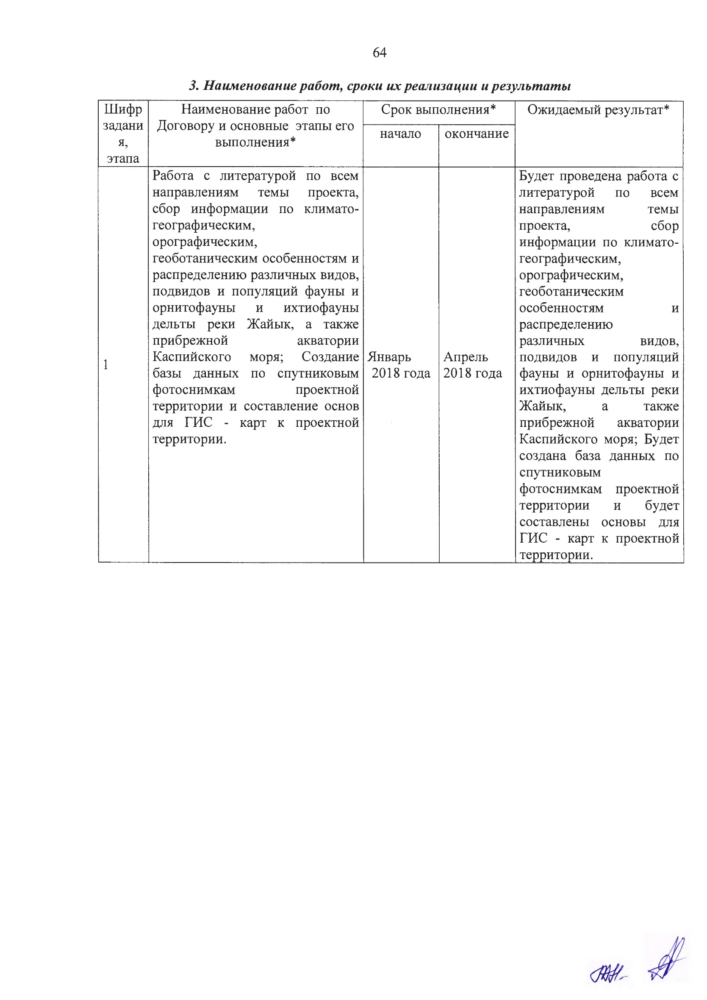 64
3. Наименование работ, сроки их реализации и результаты
Шифр
задани
я,
этапа
Наименование работ по
Договору и основные этапы его
выполнения*
Срок выполнения*
начало
окончание
Ожидаемый результат*
1
Работа с литературой по всем
направлениям темы проекта,
сбор информации по климато-
географическим,
орографическим,
геоботаническим особенностям и
распределению различных видов,
подвидов и популяций фауны и
орнитофауны и ихтиофауны
дельты реки Жайык, а также
прибрежной акватории
Каспийского моря; Создание
базы данных по спутниковым
фотоснимкам проектной
территории и составление основ
для ГИС - карт к проектной
территории.
Январь
2018 года
Апрель
2018 года
Будет проведена работа с
литературой по всем
направлениям темы
проекта, сбор
информации по климато-
географическим,
орографическим,
геоботаническим
особенностям и
распределению
различных видов,
подвидов и популяций
фауны и орнитофауны и
ихтиофауны дельты реки
Жайык, а также
прибрежной акватории
Каспийского моря; Будет
создана база данных по
спутниковым
фотоснимкам проектной
территории и будет
составлены основы для
ГИС - карт к проектной
территории.